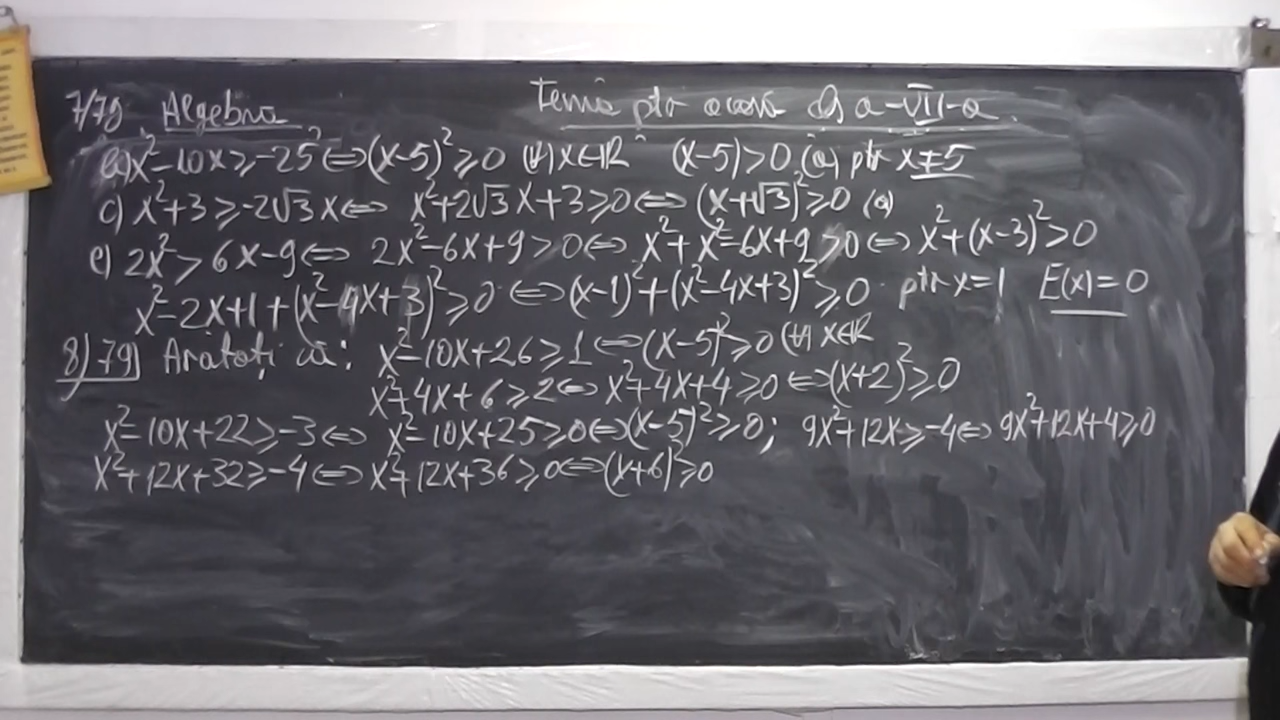 7/79 Algebra Temă ptr acasă Cls a-VII-a.
a) x²-10x≥-25 ⇔ (x-5)²≥0 (∀) x∈ℝ (x-5)>0 (a) ptr x≠5
c) x²+3≥-2√3x ⇔ x²+2√3x+3≥0 ⇔ (x+√3)²≥0 (a)
e) 2x²>6x-9 ⇔ 2x²-6x+9>0 ⇔ x²+x²-6x+9>0 ⇔ x²+(x-3)²>0
x²-2x+1+(x²-4x+3)²≥0 ⇔ (x-1)²+(x²-4x+3)²≥0 ptr x=1 E(x)=0
8)79) Arătați că: x²-10x+26≥1 ⇔ (x-5)²≥0 (∀) x∈ℝ
x²+4x+6≥2 ⇔ x²+4x+4≥0 ⇔ (x+2)²≥0
x²-10x+22≥-3 ⇔ x²-10x+25≥0 ⇔ (x-5)²≥0; 9x²+12x≥-4 ⇔ 9x²+12x+4≥0
x²+12x+32≥-4 ⇔ x²+12x+36≥0 ⇔ (x+6)²≥0